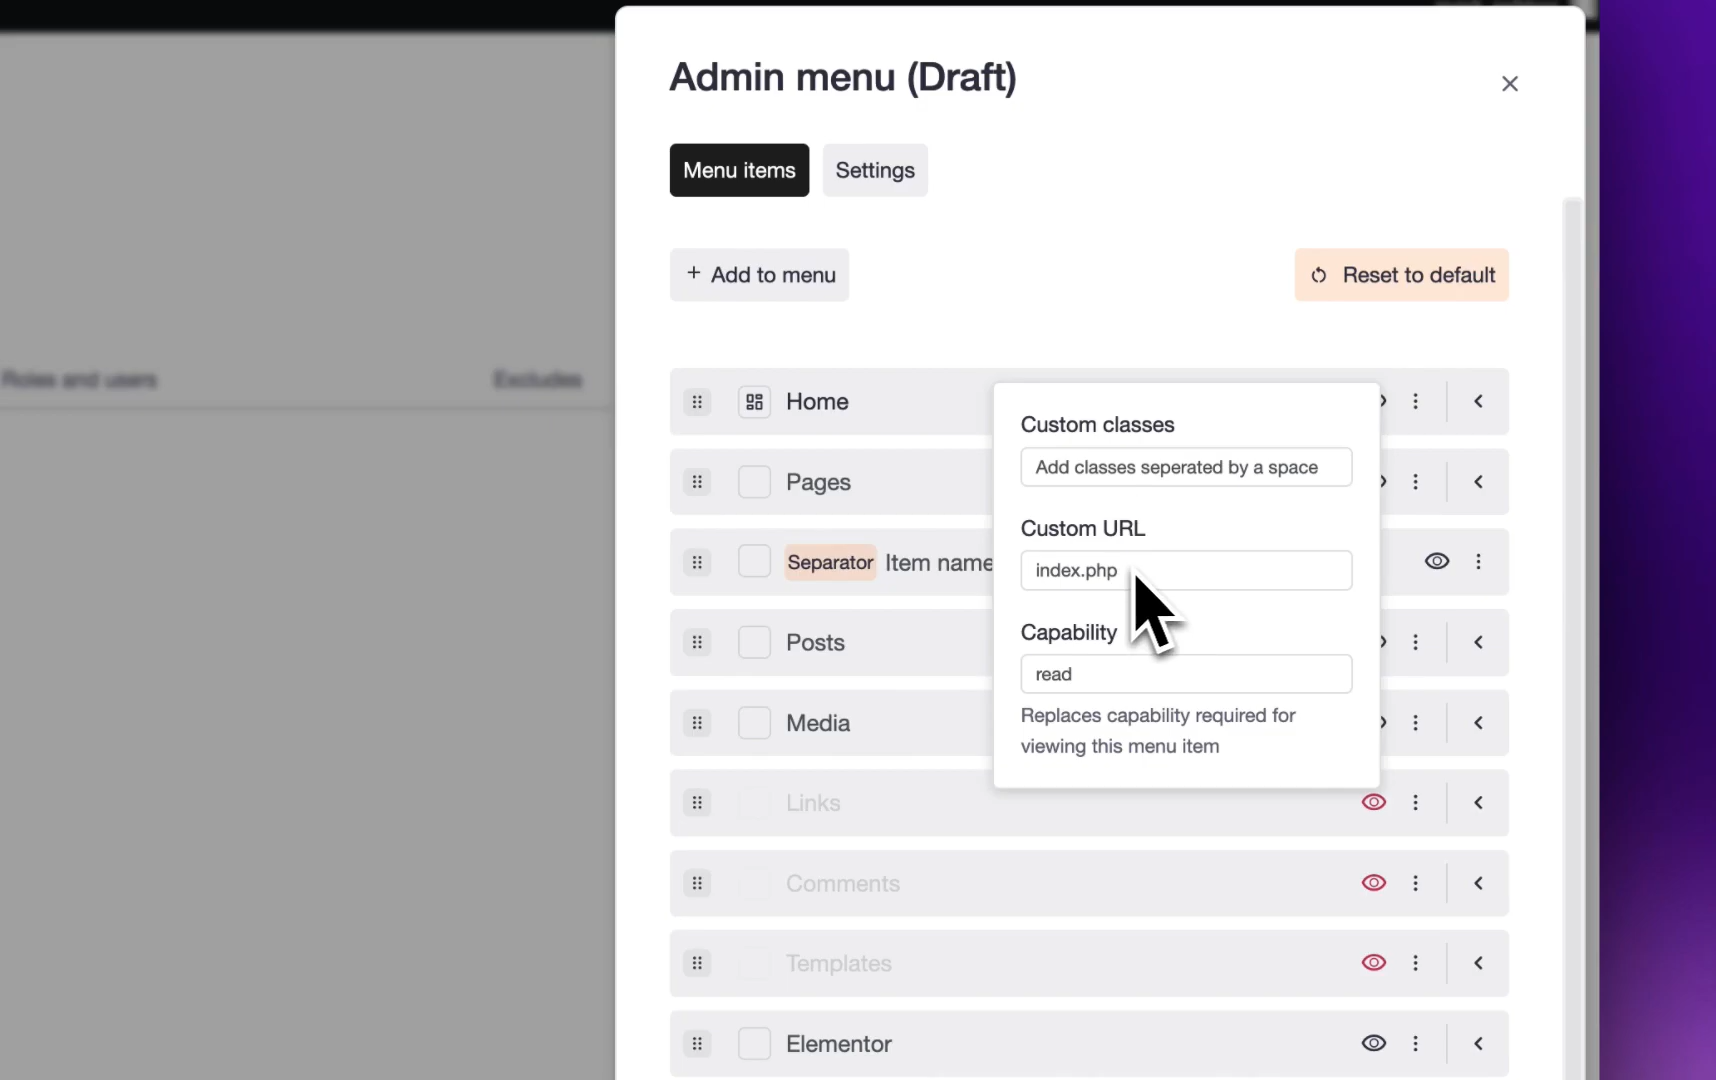 Admin menu (Draft)
Menu items
Settings
+ Add to menu
Reset to default
Roles and users
Excludes
Home
Pages
Separator Item name
Posts
Media
Links
Comments
Templates
Elementor
Custom classes
Add classes seperated by a space
Custom URL
index.php
Capability
read
Replaces capability required for
viewing this menu item